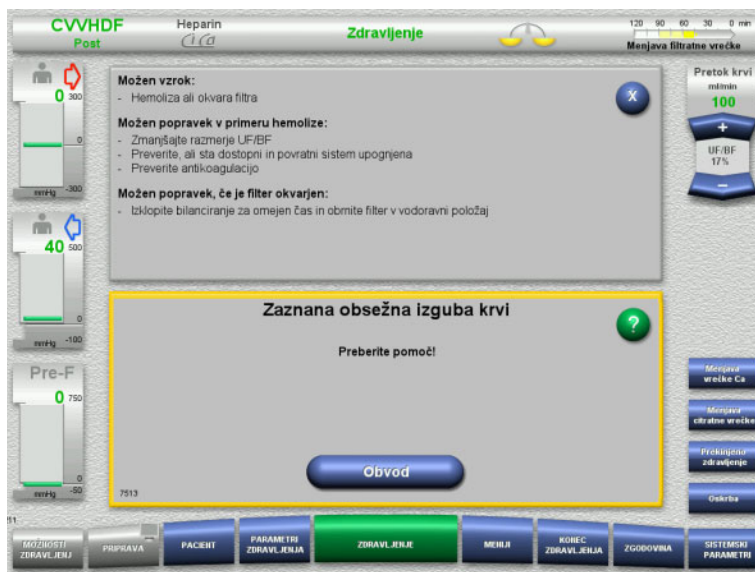 CVVHDF
Post
Heparin
Ci Ca
Zdravljenje
120 90 60 30 0 min
Menjava filtratne vrečke
0
300
0
mmHg -300
40
500
0
mmHg -100
Pre-F
0
750
0
mmHg -50
Možen vzrok:
- Hemoliza ali okvara filtra
Možen popravek v primeru hemolize:
- Zmanjšajte razmerje UF/BF
- Preverite, ali sta dostopni in povratni sistem upognjena
- Preverite antikoagulacijo
Možen popravek, če je filter okvarjen:
- Izklopite bilanciranje za omejen čas in obrnite filter v vodoravni položaj
X
Zaznana obsežna izguba krvi
?
Preberite pomoč!
Obvod
7513
Pretok krvi
ml/min
100
+
UF/BF
17%
–
Menjava
vrečke Ca
Menjava
citratne vrečke
Prekinjeno
zdravljenje
Oskrba
MOŽNOSTI
ZDRAVLJENJ
PRIPRAVA
PACIENT
PARAMETRI
ZDRAVLJENJA
ZDRAVLJENJE
MENIJI
KONEC
ZDRAVLJENJA
ZGODOVINA
SISTEMSKI
PARAMETRI